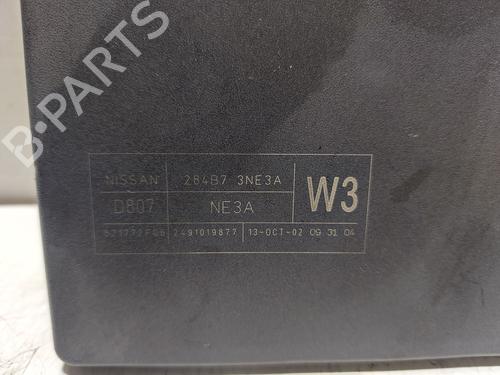 NISSAN 284B7 3NE3A W3
D807 NE3A
2491019877 13-OCT-02 09 31 04
B-PARTS